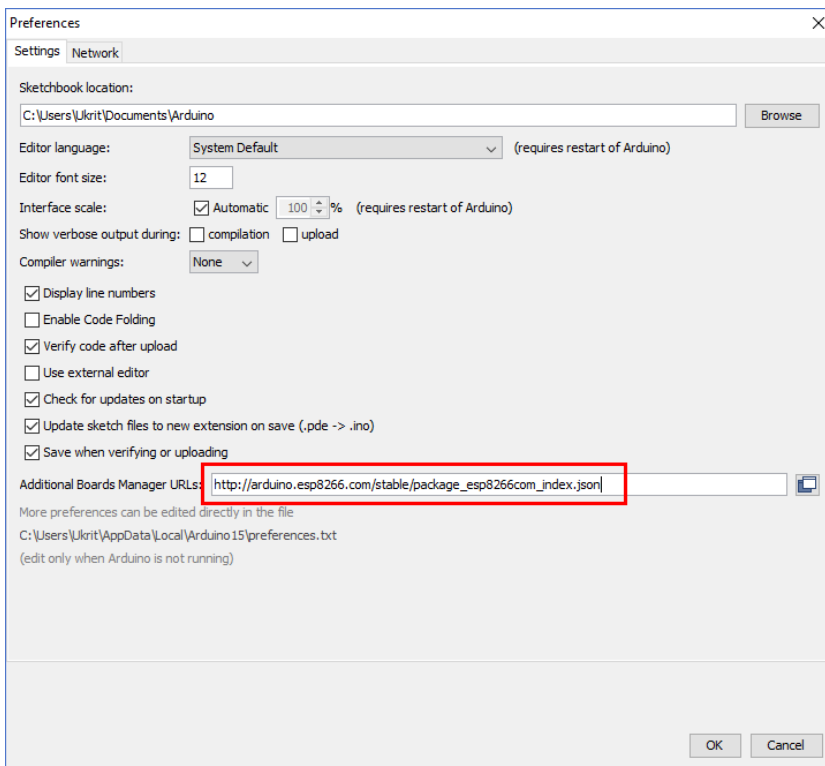 Preferences
Settings Network
Sketchbook location:
C:\Users\Ukrit\Documents\Arduino Browse
Editor language: System Default (requires restart of Arduino)
Editor font size: 12
Interface scale: Automatic 100 % (requires restart of Arduino)
Show verbose output during: compilation upload
Compiler warnings: None
Display line numbers
Enable Code Folding
Verify code after upload
Use external editor
Check for updates on startup
Update sketch files to new extension on save (.pde -> .ino)
Save when verifying or uploading
Additional Boards Manager URLs: http://arduino.esp8266.com/stable/package_esp8266com_index.json
More preferences can be edited directly in the file
C:\Users\Ukrit\AppData\Local\Arduino15\preferences.txt
(edit only when Arduino is not running)
OK Cancel